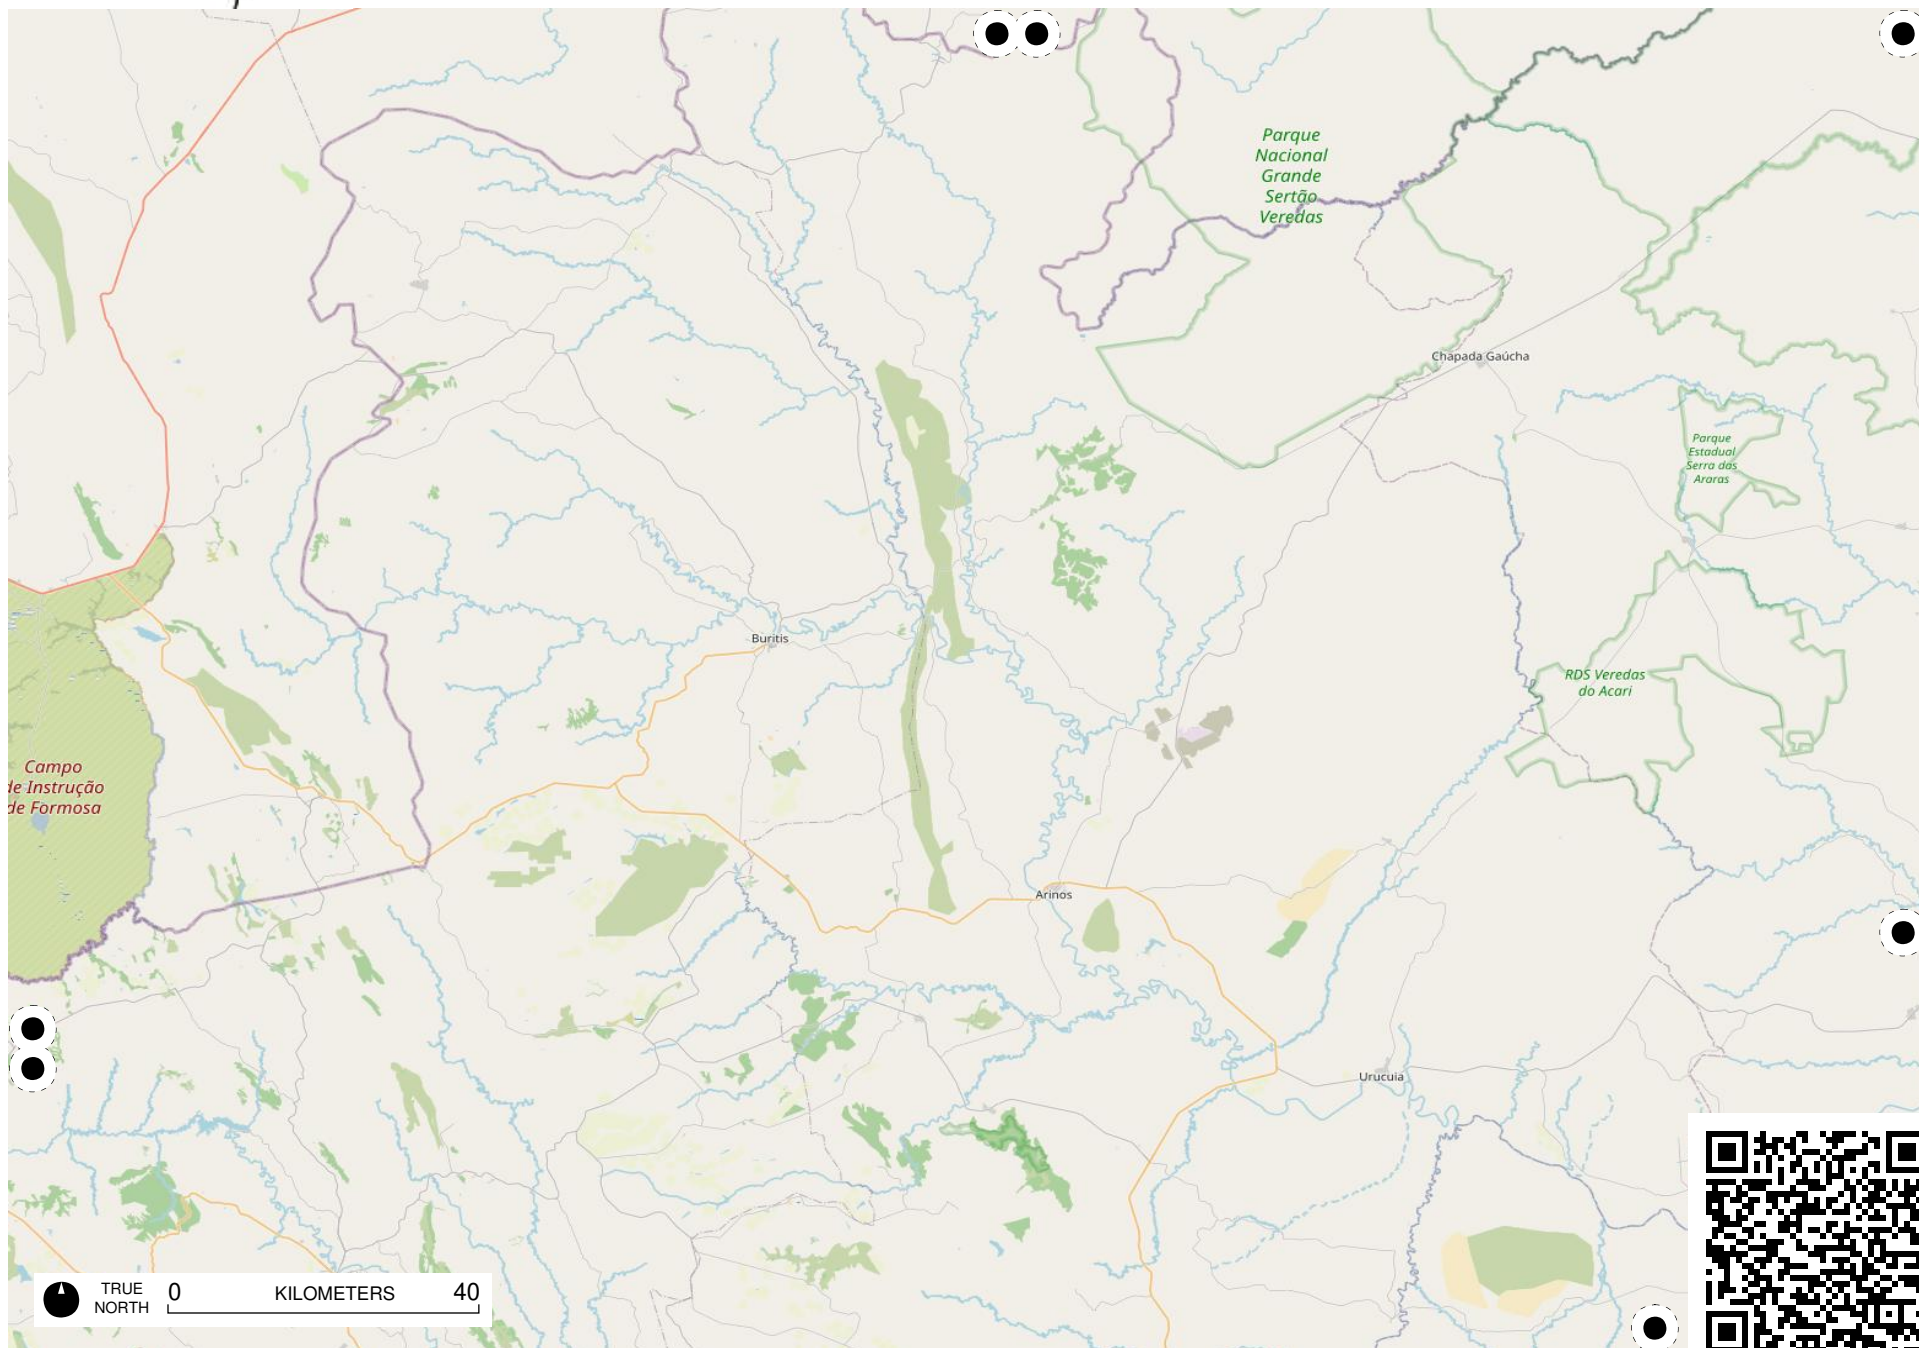 Parque
Nacional
Grande
Sertão
Veredas
Chapada Gaúcha
Parque
Estadual
Serra das
Araras
Buritis
RDS Veredas
do Acari
Campo
de Instrução
de Formosa
Arinos
Urucuia
TRUE
NORTH
0 KILOMETERS 40